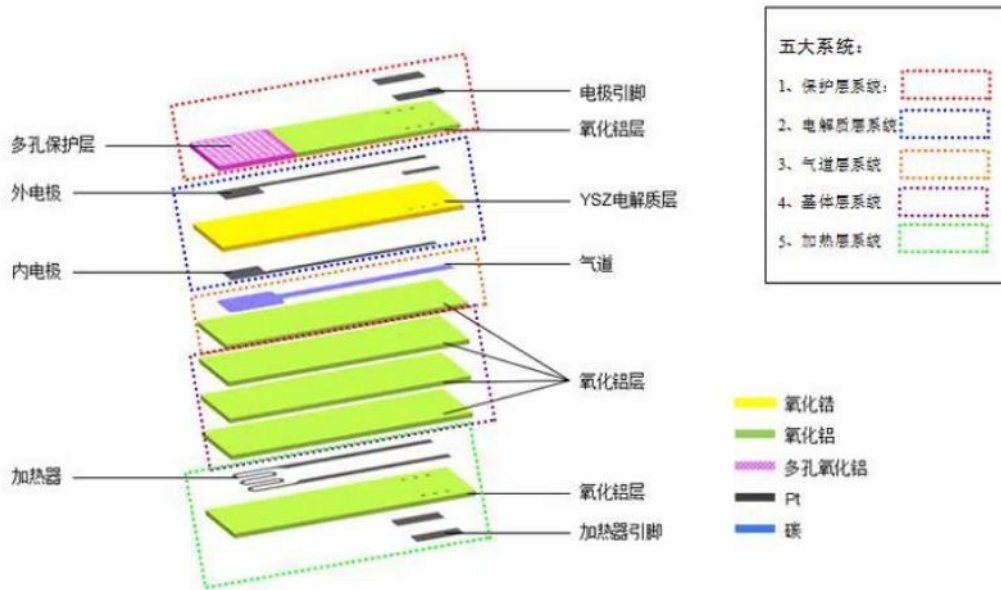 五大系统：
1、保护层系统：
2、电解质层系统
3、气道层系统
4、基体层系统
5、加热层系统
电极引脚
氧化铝层
多孔保护层
外电极
YSZ电解质层
内电极
气道
氧化铝层
加热器
氧化铝层
加热器引脚
氧化锆
氧化铝
多孔氧化铝
Pt
碳